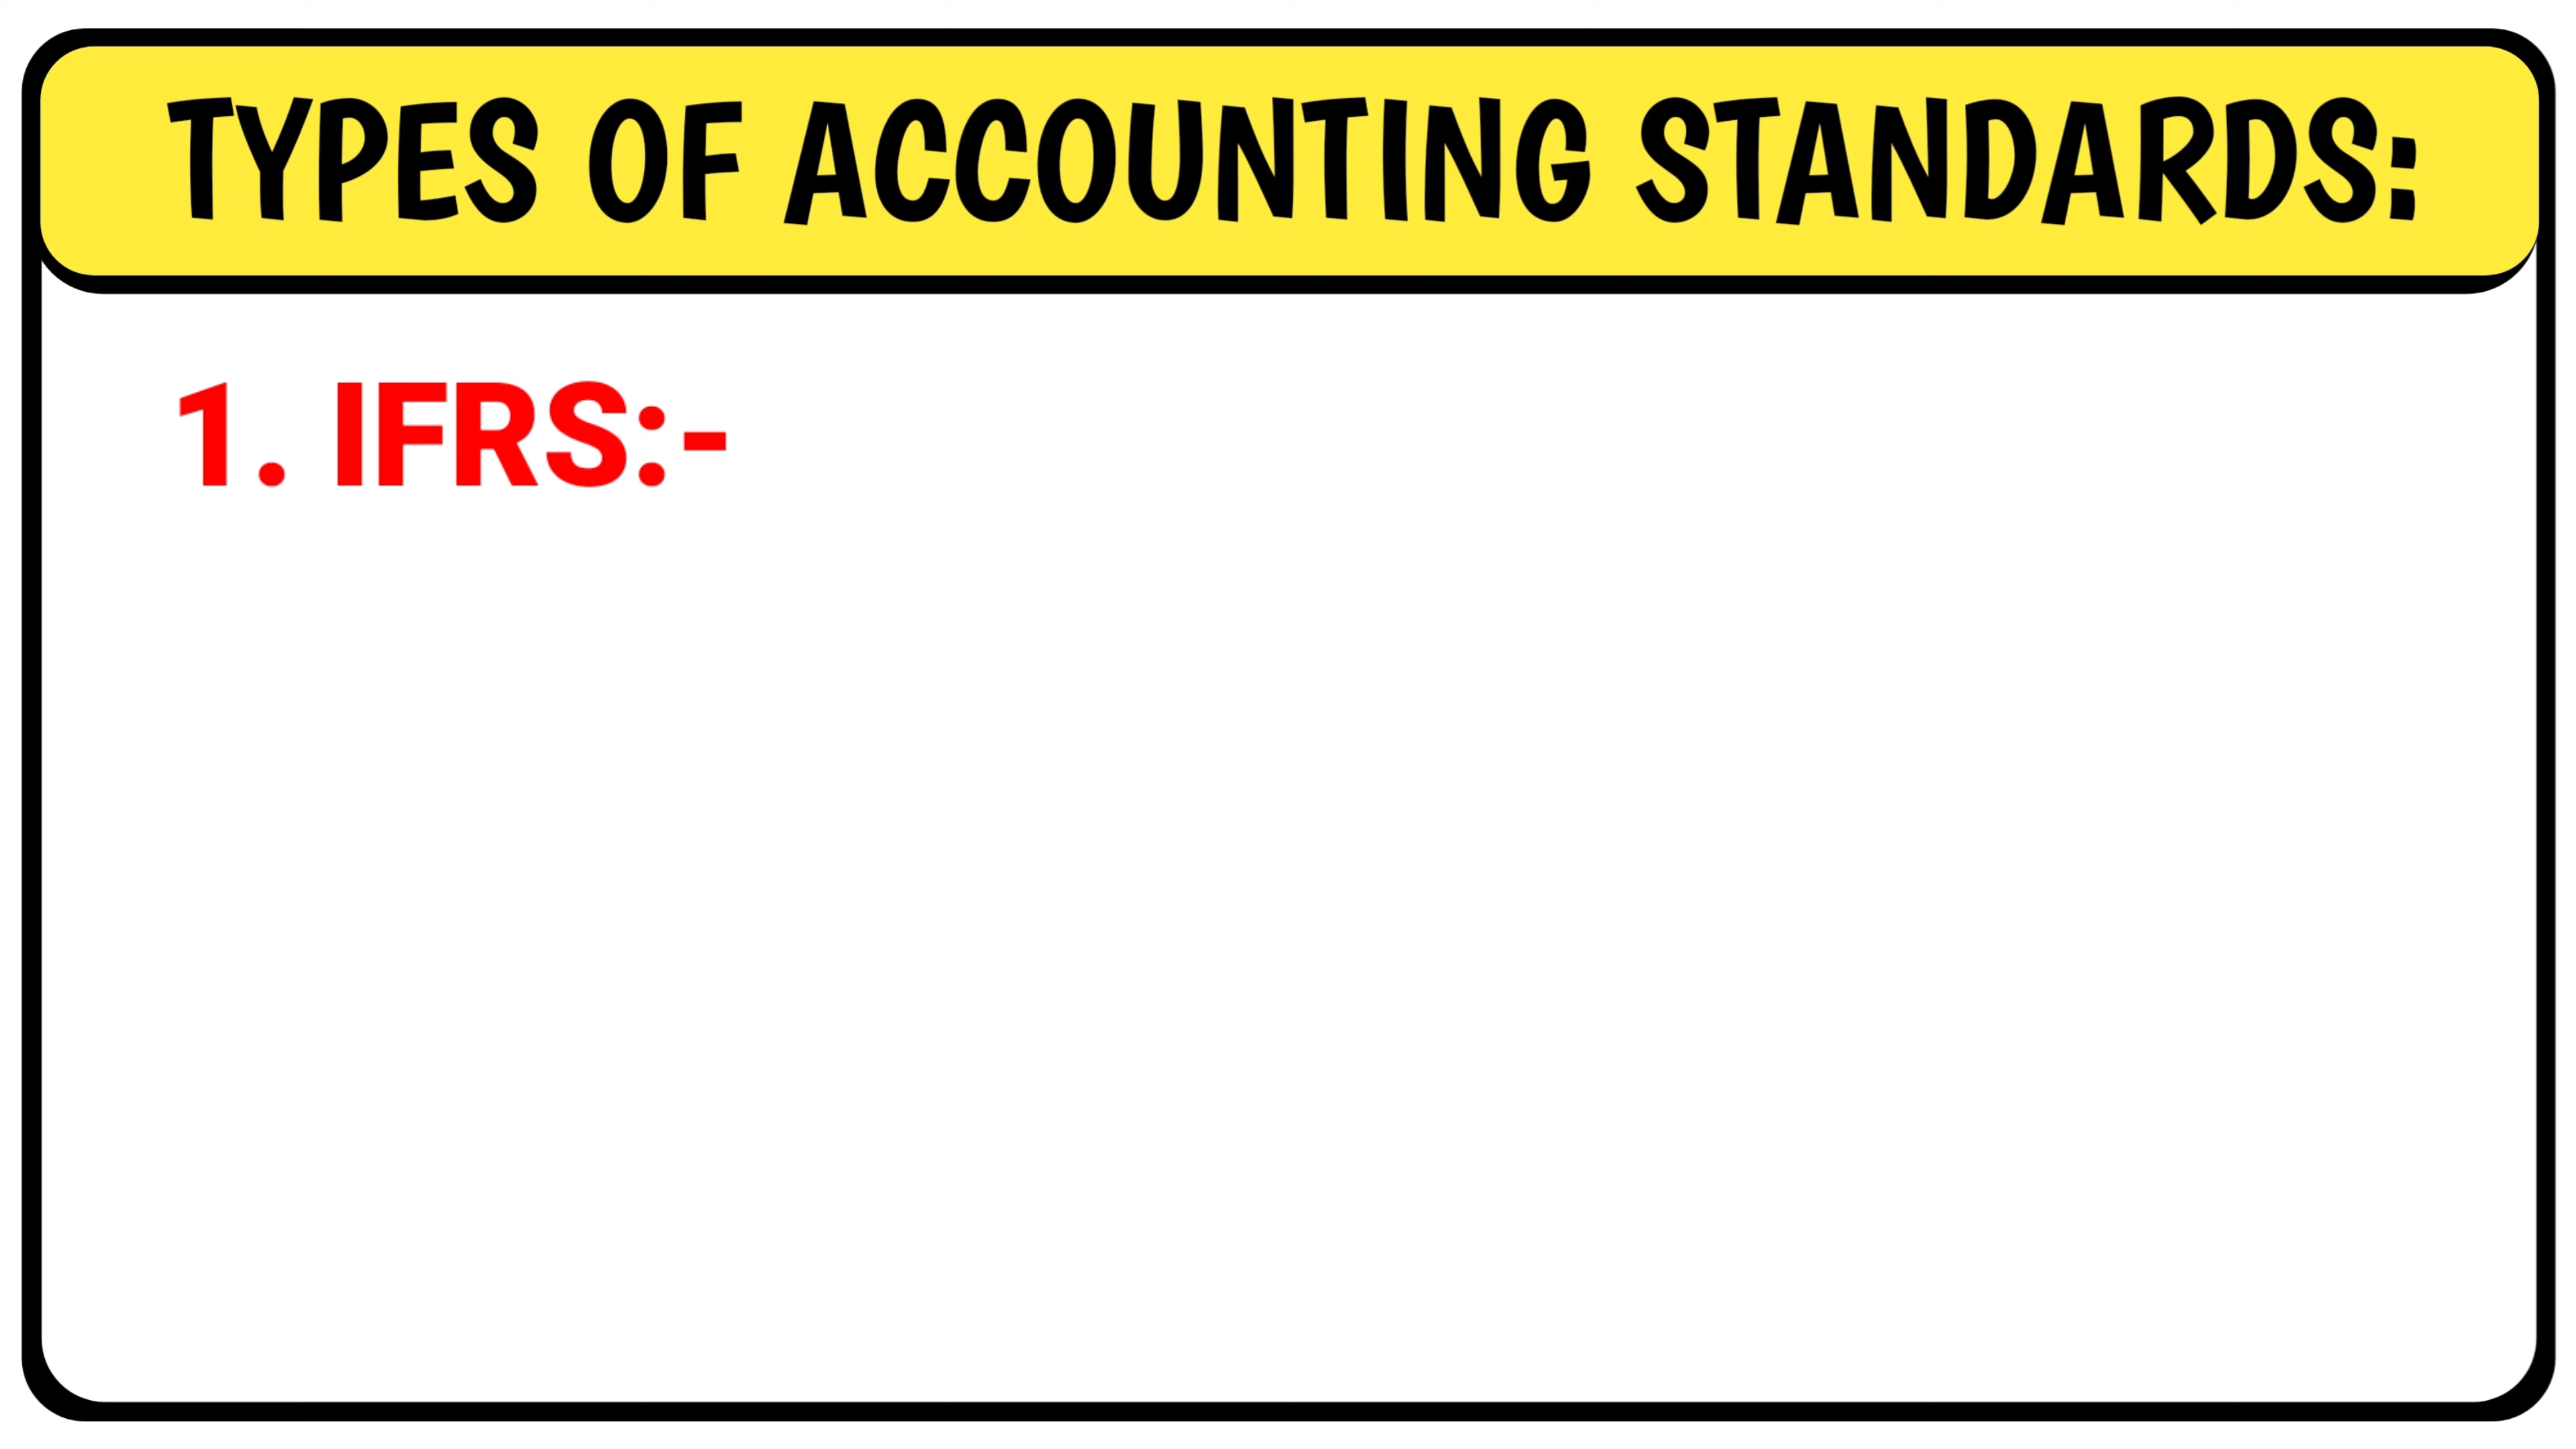 TYPES OF ACCOUNTING STANDARDS:
1. IFRS:-